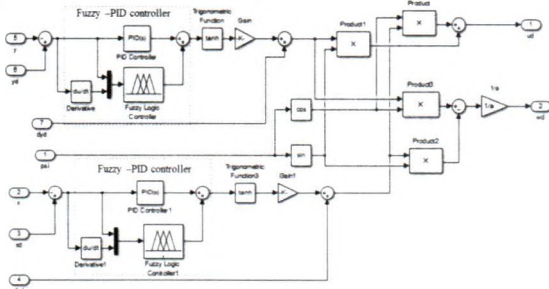 Fuzzy –PID controller
Trigonometric
Function
Gain
Product
Product1
5
y
PID(s)
PID Controller
tanh
-K-
×
×
1
ud
6
yd
du/dt
Derivative
Fuzzy Logic
Controller
Product3
1/a
7
dyd
cos
×
1/a
2
wd
1
psi
sin
Product2
×
Fuzzy –PID controller
Trigonometric
Function3
Gain1
2
x
PID(s)
PID Controller1
tanh
-K-
3
xd
du/dt
Derivative1
Fuzzy Logic
Controller1
4